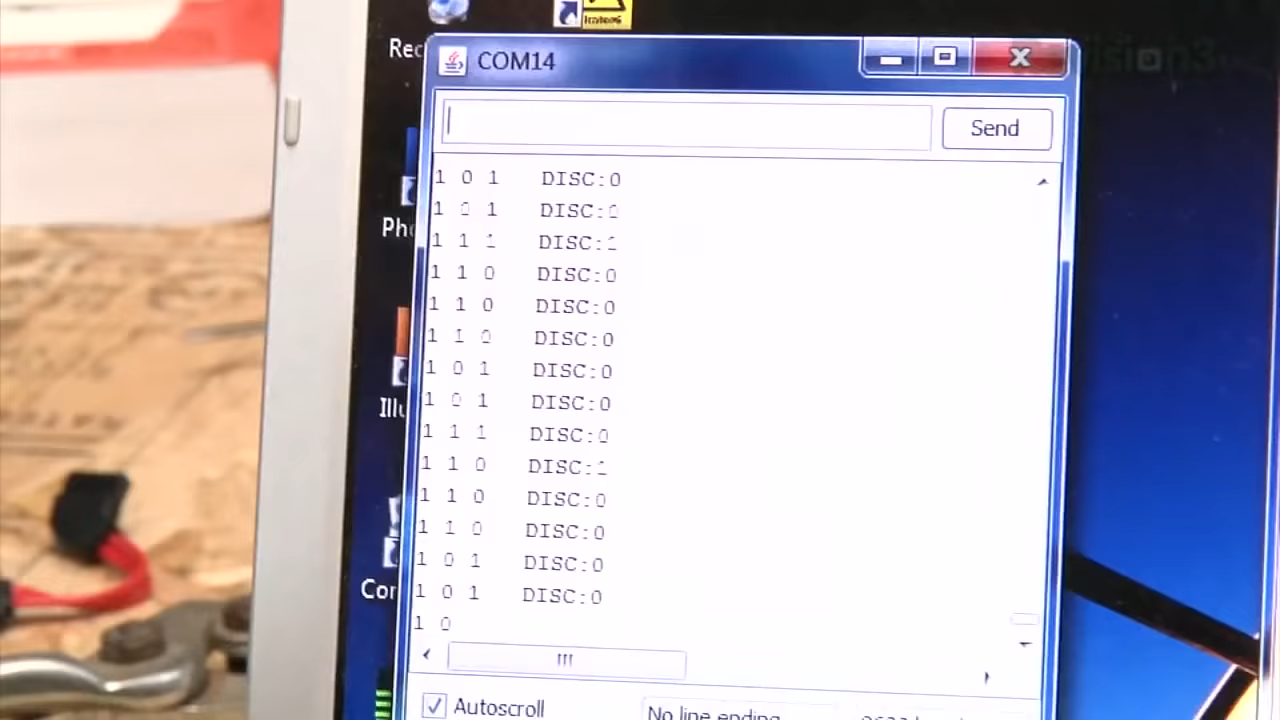 Rec
COM14
Send
1 0 1 DISC:0
1 0 1 DISC:0
Pho
1 1 1 DISC:1
1 1 0 DISC:0
1 1 0 DISC:0
1 1 0 DISC:0
1 0 1 DISC:0
1 0 1 DISC:0
Illu
1 1 1 DISC:0
1 1 0 DISC:1
1 1 0 DISC:0
1 1 0 DISC:0
1 0 1 DISC:0
Cor
1 0 1 DISC:0
1 0
Autoscroll
No line ending